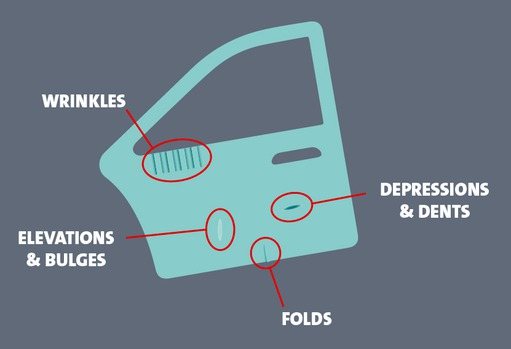 WRINKLES
DEPRESSIONS
& DENTS
ELEVATIONS
& BULGES
FOLDS